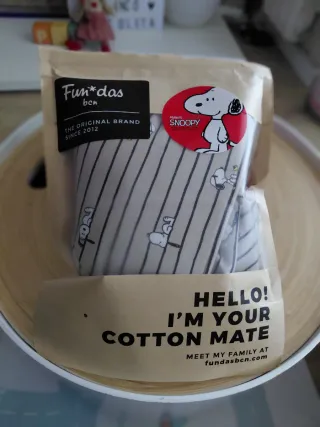 Fun*das
bcn
THE ORIGINAL BRAND
SINCE 2012
PEANUTS
SNOOPY
HELLO!
I'M YOUR
COTTON MATE
MEET MY FAMILY AT
fundasbcn.com